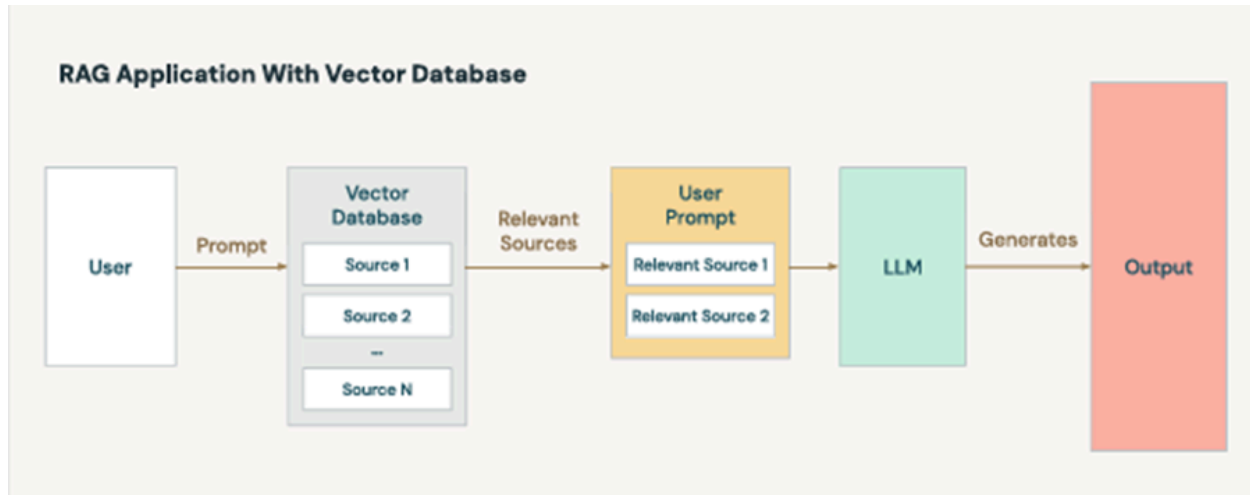 RAG Application With Vector Database
User
Prompt
Vector
Database
Source 1
Source 2
...
Source N
Relevant
Sources
User
Prompt
Relevant Source 1
Relevant Source 2
LLM
Generates
Output